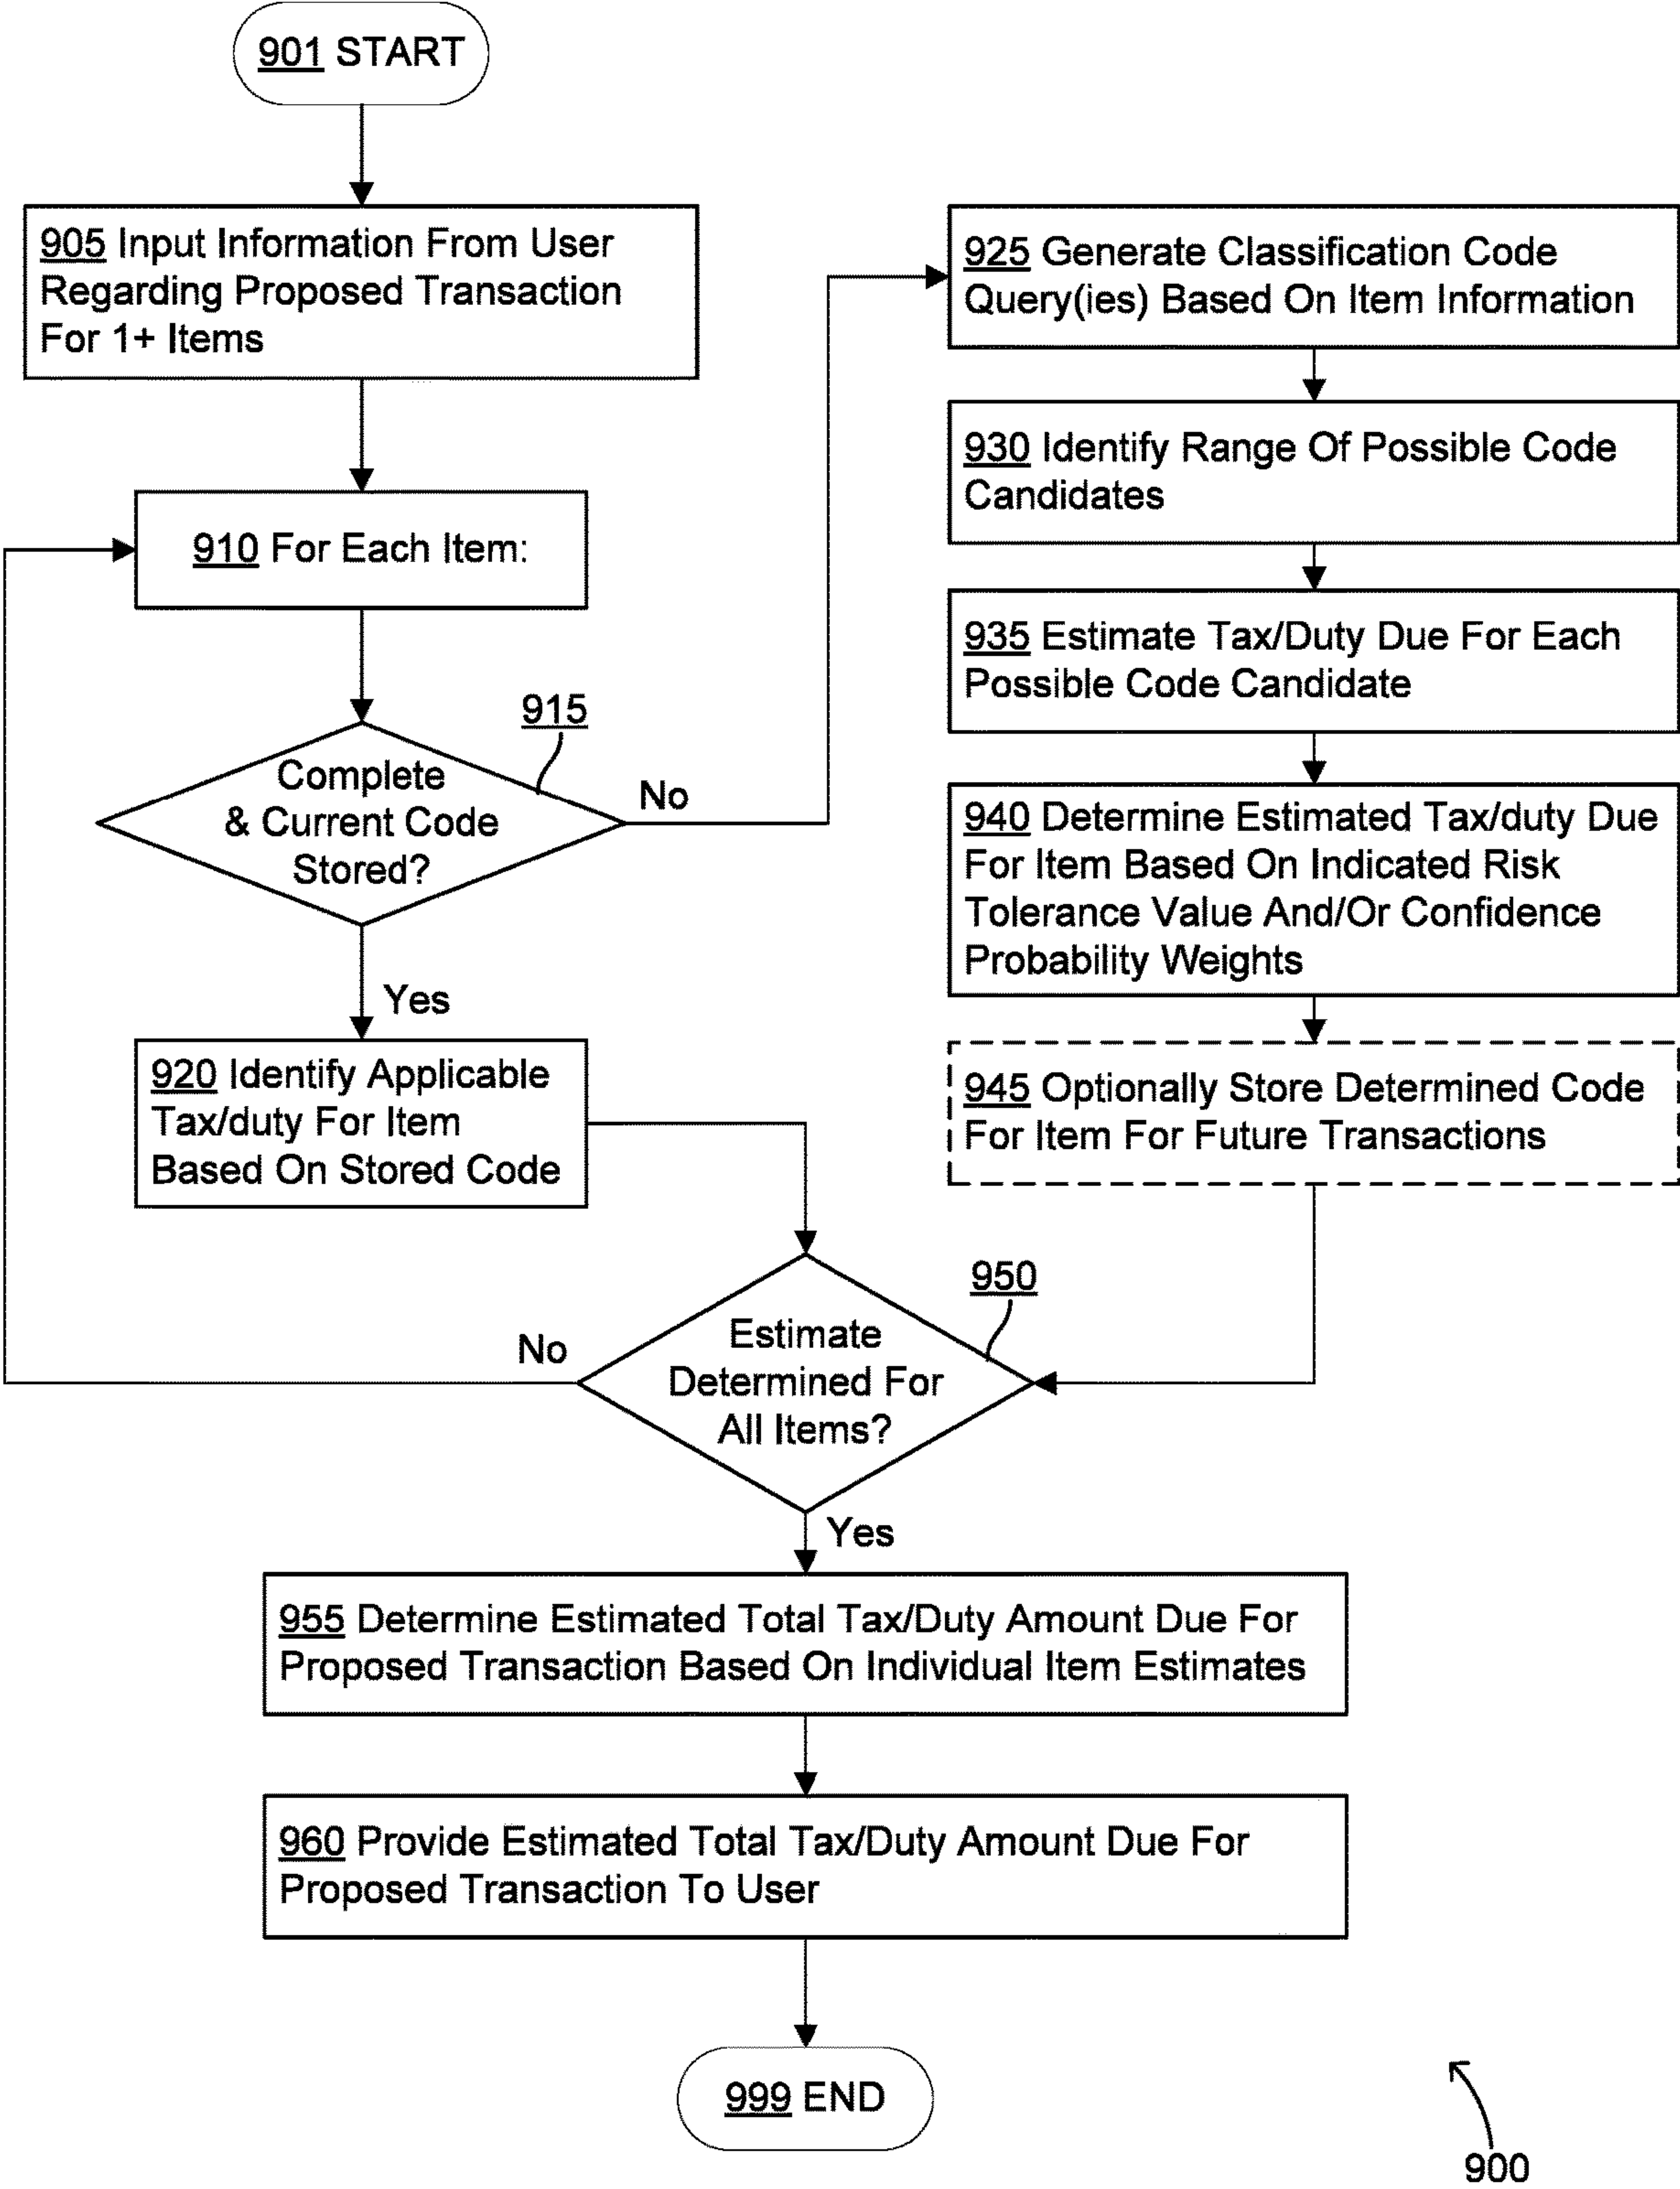 901 START
905 Input Information From User
Regarding Proposed Transaction
For 1+ Items
910 For Each Item:
915
Complete
& Current Code
Stored?
No
Yes
920 Identify Applicable
Tax/duty For Item
Based On Stored Code
925 Generate Classification Code
Query(ies) Based On Item Information
930 Identify Range Of Possible Code
Candidates
935 Estimate Tax/Duty Due For Each
Possible Code Candidate
940 Determine Estimated Tax/duty Due
For Item Based On Indicated Risk
Tolerance Value And/Or Confidence
Probability Weights
945 Optionally Store Determined Code
For Item For Future Transactions
950
Estimate
Determined For
All Items?
No
Yes
955 Determine Estimated Total Tax/Duty Amount Due For
Proposed Transaction Based On Individual Item Estimates
960 Provide Estimated Total Tax/Duty Amount Due For
Proposed Transaction To User
999 END
900